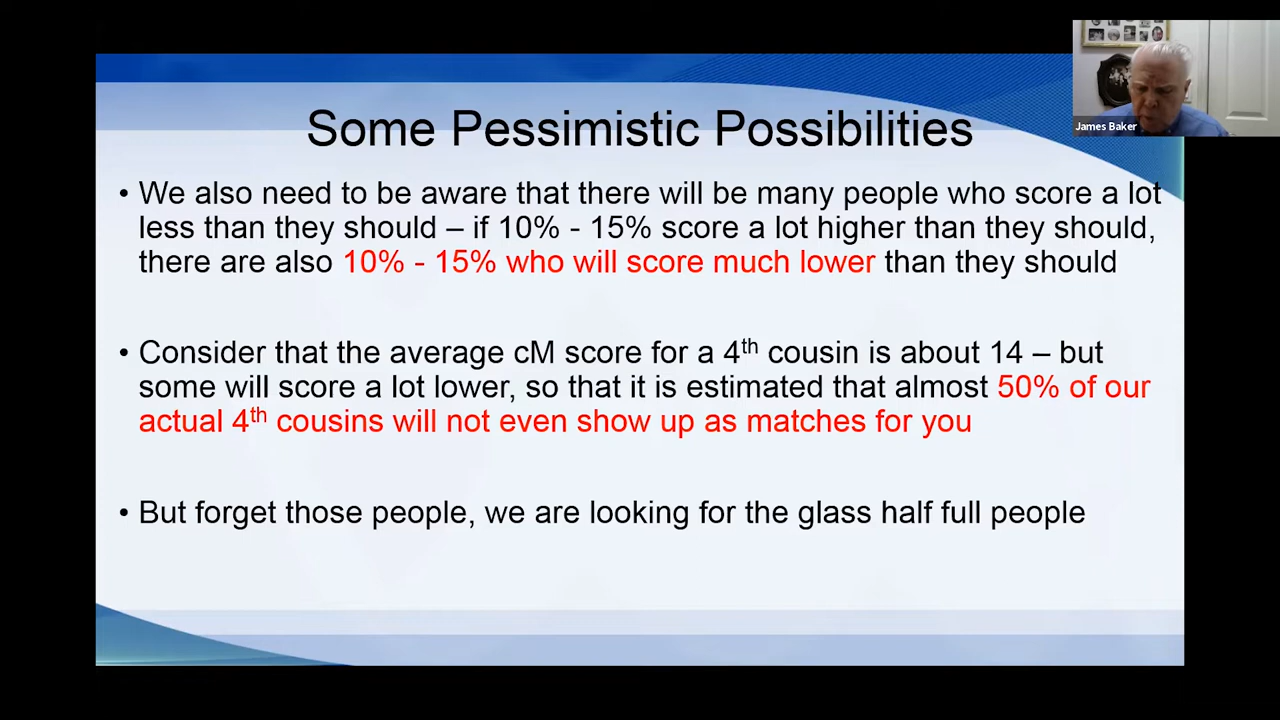 Some Pessimistic Possibilities
James Baker
• We also need to be aware that there will be many people who score a lot
less than they should – if 10% - 15% score a lot higher than they should,
there are also 10% - 15% who will score much lower than they should
• Consider that the average cM score for a 4th cousin is about 14 – but
some will score a lot lower, so that it is estimated that almost 50% of our
actual 4th cousins will not even show up as matches for you
• But forget those people, we are looking for the glass half full people